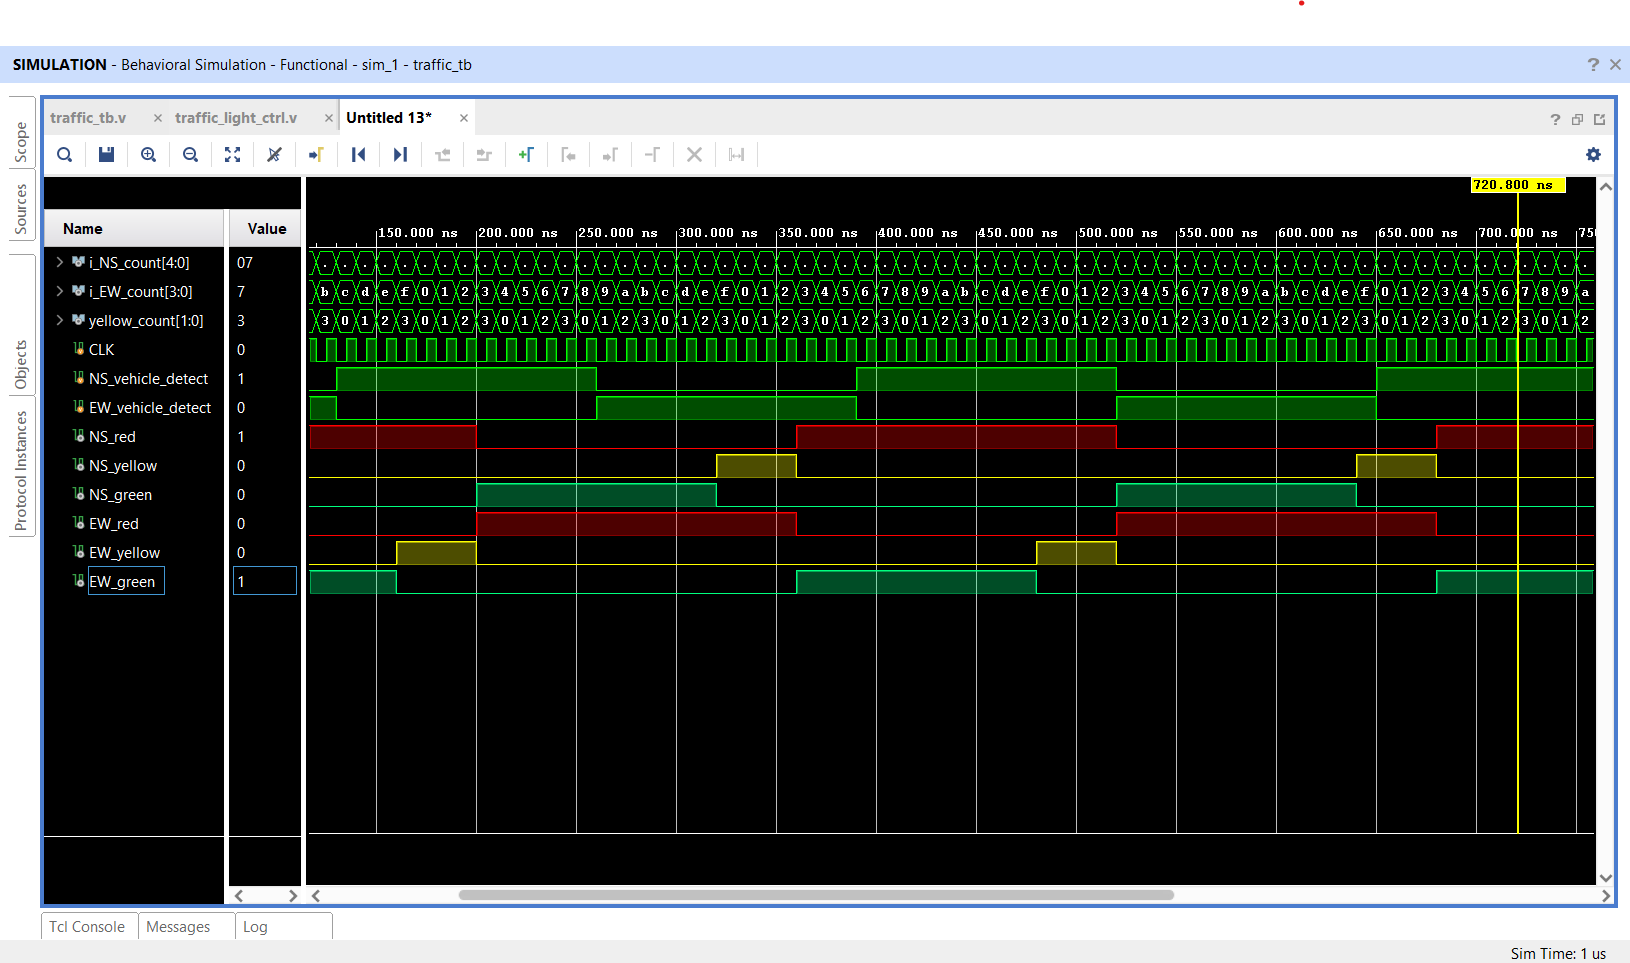 SIMULATION - Behavioral Simulation - Functional - sim_1 - traffic_tb ? ×
Scope
Sources
Objects
Protocol Instances
traffic_tb.v × traffic_light_ctrl.v × Untitled 13* × ?
720.800 ns
Name Value
150.000 ns 200.000 ns 250.000 ns 300.000 ns 350.000 ns 400.000 ns 450.000 ns 500.000 ns 550.000 ns 600.000 ns 650.000 ns 700.000 ns 750
i_NS_count[4:0] 07 . . . . . . . . . . . . . . . . . . . . . . . . . . . . . . . . . . . . . . . . . . . . . . . . . . . . . . . . . . . . . . . .
i_EW_count[3:0] 7 b c d e f 0 1 2 3 4 5 6 7 8 9 a b c d e f 0 1 2 3 4 5 6 7 8 9 a b c d e f 0 1 2 3 4 5 6 7 8 9 a b c d e f 0 1 2 3 4 5 6 7 8 9 a
yellow_count[1:0] 3 3 0 1 2 3 0 1 2 3 0 1 2 3 0 1 2 3 0 1 2 3 0 1 2 3 0 1 2 3 0 1 2 3 0 1 2 3 0 1 2 3 0 1 2 3 0 1 2 3 0 1 2 3 0 1 2 3 0 1 2 3 0 1 2
CLK 0
NS_vehicle_detect 1
EW_vehicle_detect 0
NS_red 1
NS_yellow 0
NS_green 0
EW_red 0
EW_yellow 0
EW_green 1
Tcl Console Messages Log
Sim Time: 1 us